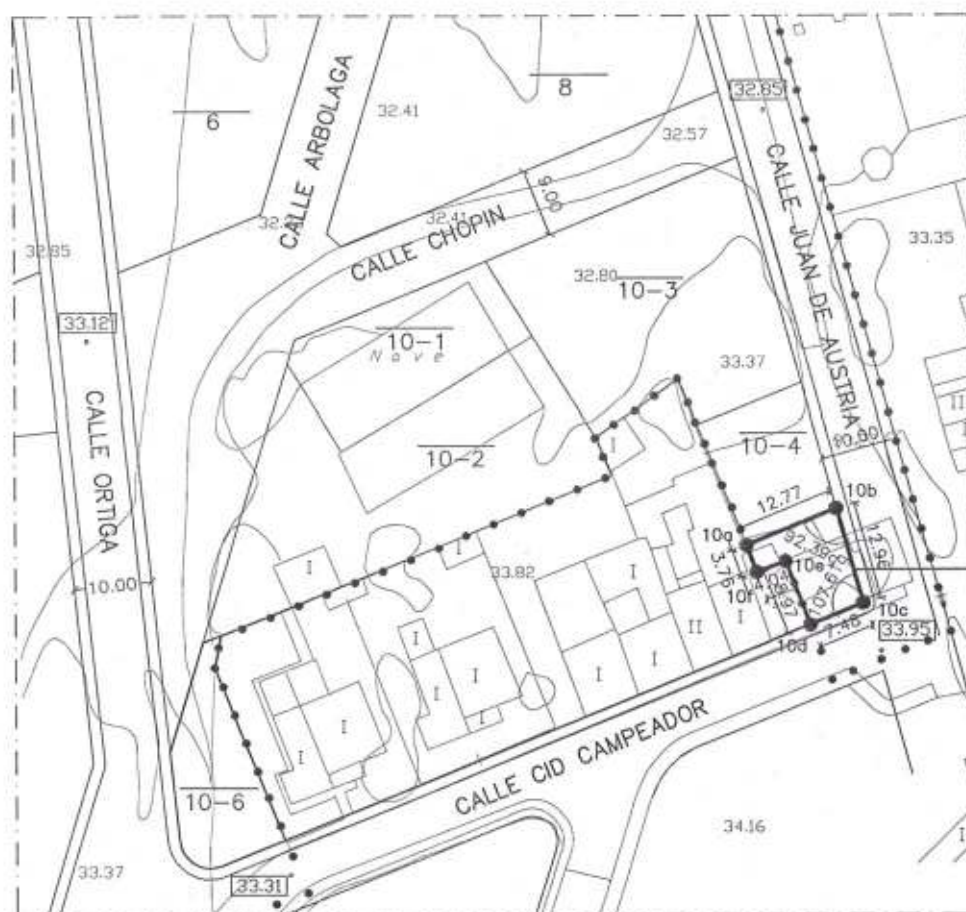 32.85
8
6
32.41
32.57
CALLE ARBOLAGA
9.00
CALLE JUAN DE AUSTRIA
32.41
CALLE CHOPIN
32.85
33.35
32.80
10-3
33.12
10-1
Nave
33.37
CALLE ORTIGA
II
10-2
I
10-4
12.77
10b
10a
12.96
10e
3.76
10f
33.82
10.00
I
I
I
10c
7.48
33.95
10d
I
II
I
I
I
I
I
I
I
I
CALLE CID CAMPEADOR
10-6
34.16
I
33.37
33.31